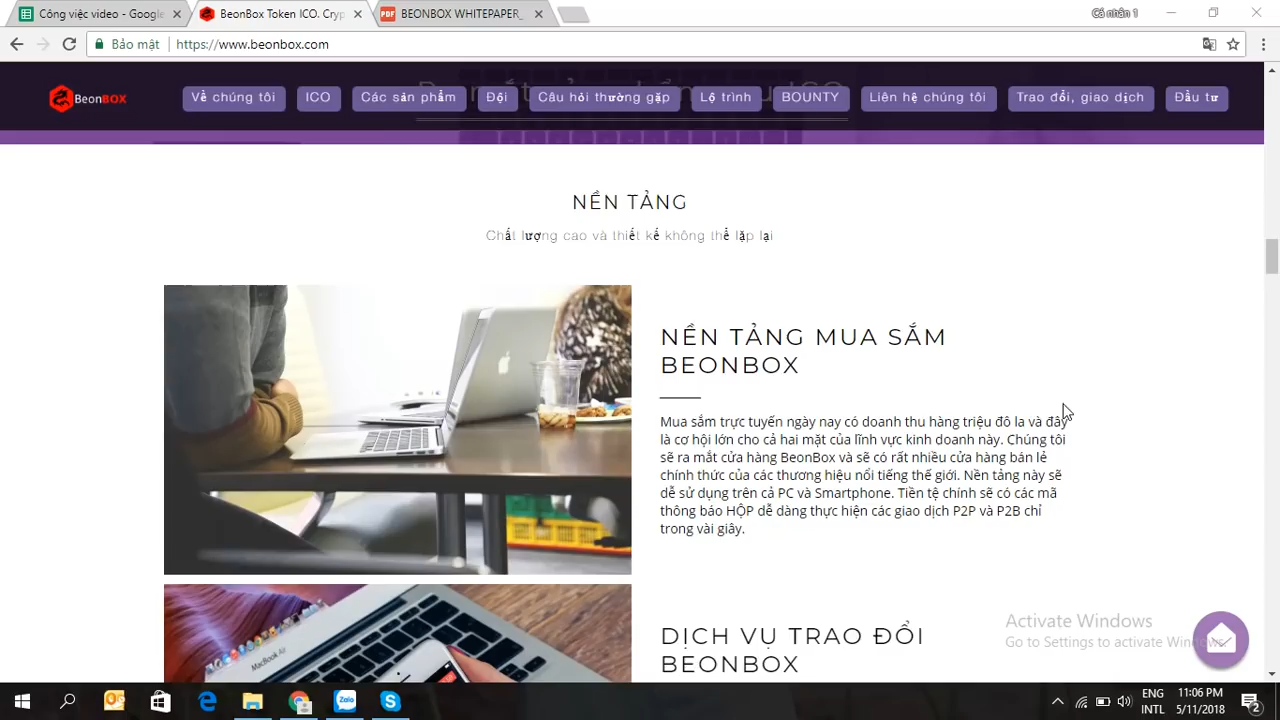 Công việc video - Google
BeonBox Token ICO. Cryp
PDF
BEONBOX WHITEPAPER_
Cá nhân 1
Bảo mật
https://www.beonbox.com
BeonBOX
Về chúng tôi
ICO
Các sản phẩm
Đội
Câu hỏi thường gặp
Lộ trình
BOUNTY
Liên hệ chúng tôi
Trao đổi, giao dịch
Đầu tư
NỀN TẢNG
Chất lượng cao và thiết kế không thể lặp lại
NỀN TẢNG MUA SẮM
BEONBOX
Mua sắm trực tuyến ngày nay có doanh thu hàng triệu đô la và đây
là cơ hội lớn cho cả hai mặt của lĩnh vực kinh doanh này. Chúng tôi
sẽ ra mắt cửa hàng BeonBox và sẽ có rất nhiều cửa hàng bán lẻ
chính thức của các thương hiệu nổi tiếng thế giới. Nền tảng này sẽ
dễ sử dụng trên cả PC và Smartphone. Tiền tệ chính sẽ có các mã
thông báo HỘP dễ dàng thực hiện các giao dịch P2P và P2B chỉ
trong vài giây.
MacBook Air
DỊCH VỤ TRAO ĐỔI
BEONBOX
Activate Windows
Go to Settings to activate Windows.
Zalo
ENG
INTL
11:06 PM
5/11/2018
2